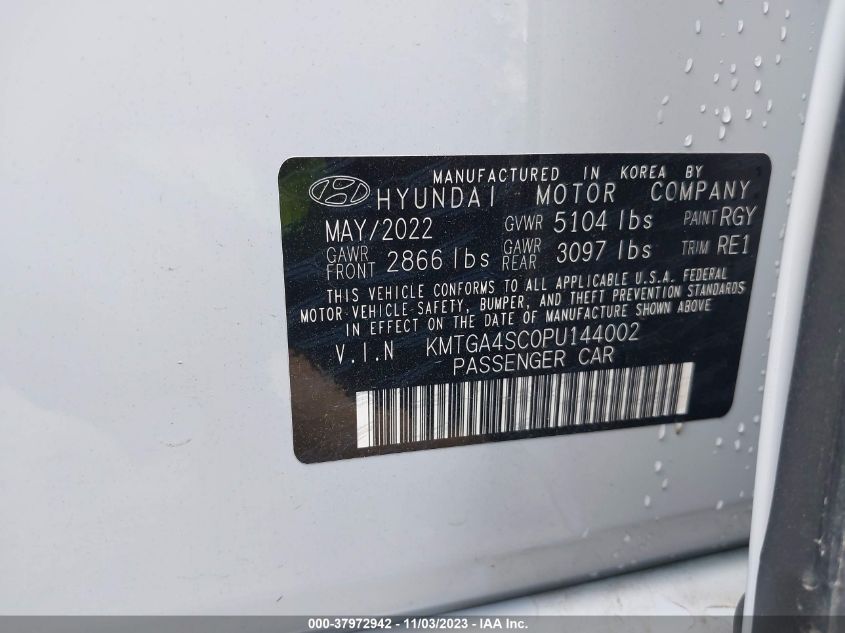 MANUFACTURED IN KOREA BY
HYUNDAI MOTOR COMPANY
MAY/2022 GVWR 5104 lbs PAINT RGY
GAWR FRONT 2866 lbs GAWR REAR 3097 lbs TRIM RE1
THIS VEHICLE CONFORMS TO ALL APPLICABLE U.S.A. FEDERAL
MOTOR VEHICLE SAFETY, BUMPER, AND THEFT PREVENTION STANDARDS
IN EFFECT ON THE DATE OF MANUFACTURE SHOWN ABOVE
V.I.N KMTGA4SC0PU144002
PASSENGER CAR
000-37972942 - 11/03/2023 - IAA Inc.